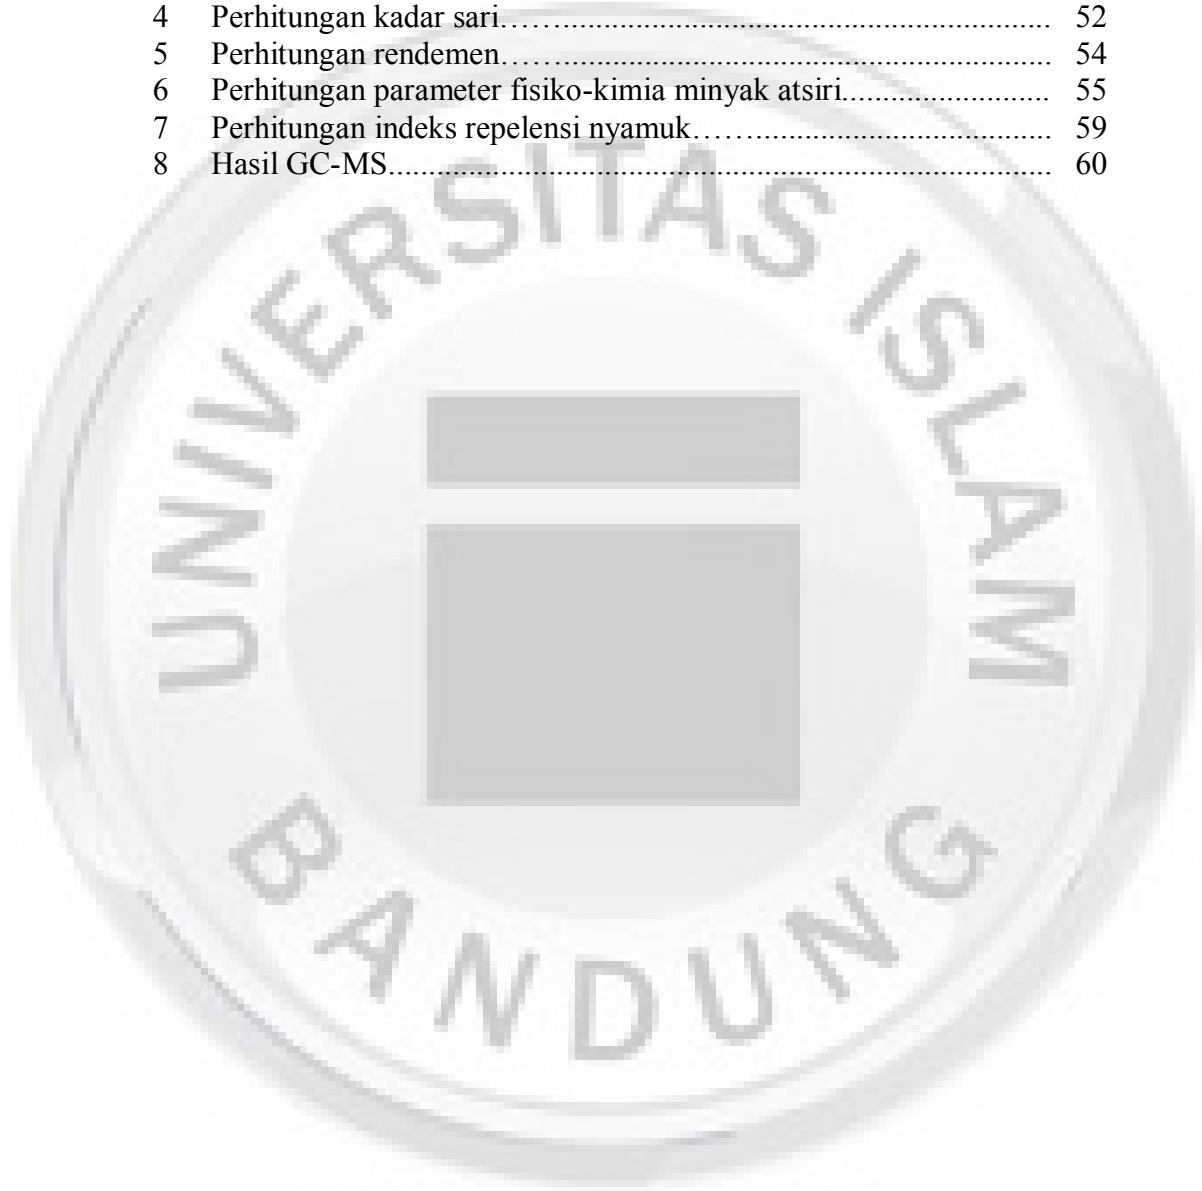 4 Perhitungan kadar sari.................................................................... 52
5 Perhitungan rendemen.................................................................... 54
6 Perhitungan parameter fisiko-kimia minyak atsiri......................... 55
7 Perhitungan indeks repelensi nyamuk............................................ 59
8 Hasil GC-MS.................................................................................. 60
UNIVERSITAS ISLAM
BANDUNG